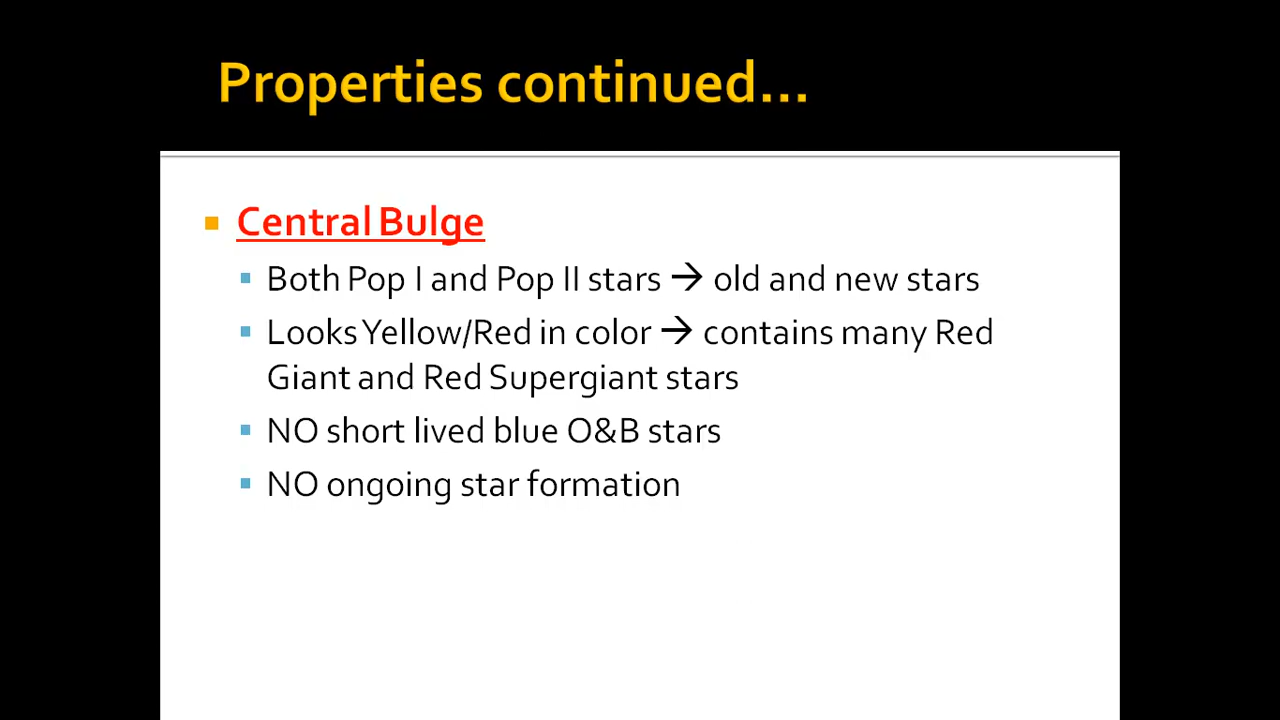 Properties continued...
Central Bulge
Both Pop I and Pop II stars → old and new stars
Looks Yellow/Red in color → contains many Red
Giant and Red Supergiant stars
NO short lived blue O&B stars
NO ongoing star formation